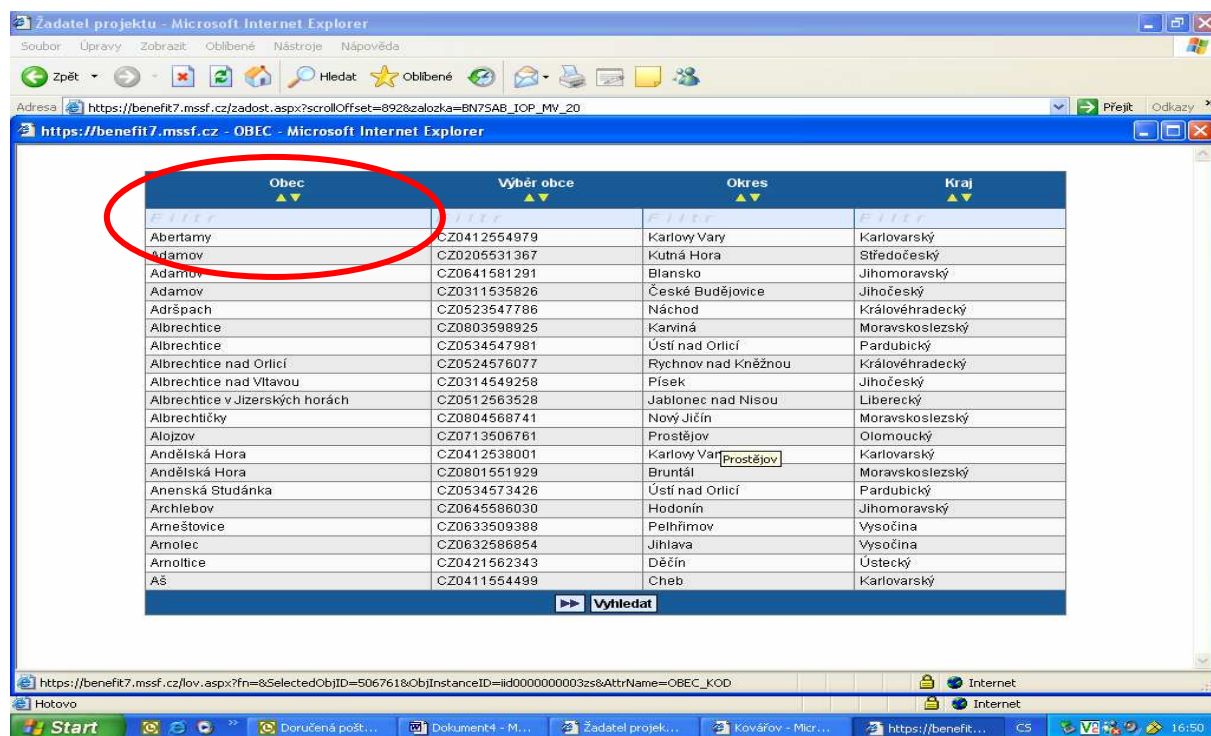 Žadatel projektu - Microsoft Internet Explorer
Soubor Úpravy Zobrazit Oblíbené Nástroje Nápověda
Zpět Hledat Oblíbené
Adresa https://benefit7.mssf.cz/zadost.aspx?scrollOffset=892&zalozka=BN7SAB_IOP_MV_20 Přejít Odkazy »
https://benefit7.mssf.cz - OBEC - Microsoft Internet Explorer
Obec Výběr obce Okres Kraj
Filtr Filtr Filtr Filtr
Abertamy CZ0412554979 Karlovy Vary Karlovarský
Adamov CZ0205531367 Kutná Hora Středočeský
Adamov CZ0641581291 Blansko Jihomoravský
Adamov CZ0311535826 České Budějovice Jihočeský
Adršpach CZ0523547786 Náchod Královéhradecký
Albrechtice CZ0803598925 Karviná Moravskoslezský
Albrechtice CZ0534547981 Ústí nad Orlicí Pardubický
Albrechtice nad Orlicí CZ0524576077 Rychnov nad Kněžnou Královéhradecký
Albrechtice nad Vltavou CZ0314549258 Písek Jihočeský
Albrechtice v Jizerských horách CZ0512563528 Jablonec nad Nisou Liberecký
Albrechtičky CZ0804568741 Nový Jičín Moravskoslezský
Alojzov CZ0713506761 Prostějov Olomoucký
Andělská Hora CZ0412538001 Karlovy Var Prostějov Karlovarský
Andělská Hora CZ0801551929 Bruntál Moravskoslezský
Anenská Studánka CZ0534573426 Ústí nad Orlicí Pardubický
Archlebov CZ0645586030 Hodonín Jihomoravský
Arneštovice CZ0633509388 Pelhřimov Vysočina
Arnolec CZ0632586854 Jihlava Vysočina
Arnoltice CZ0421562343 Děčín Ústecký
Aš CZ0411554499 Cheb Karlovarský
Vyhledat
https://benefit7.mssf.cz/lov.aspx?fn=&SelectedObjID=506761&ObjInstanceID=iid0000000003zs&AttrName=OBEC_KOD Internet
Hotovo Internet
Start » Doručená pošt... Dokument4 - M... Žadatel projek... Kovářov - Micr... https://benefit... CS 16:50